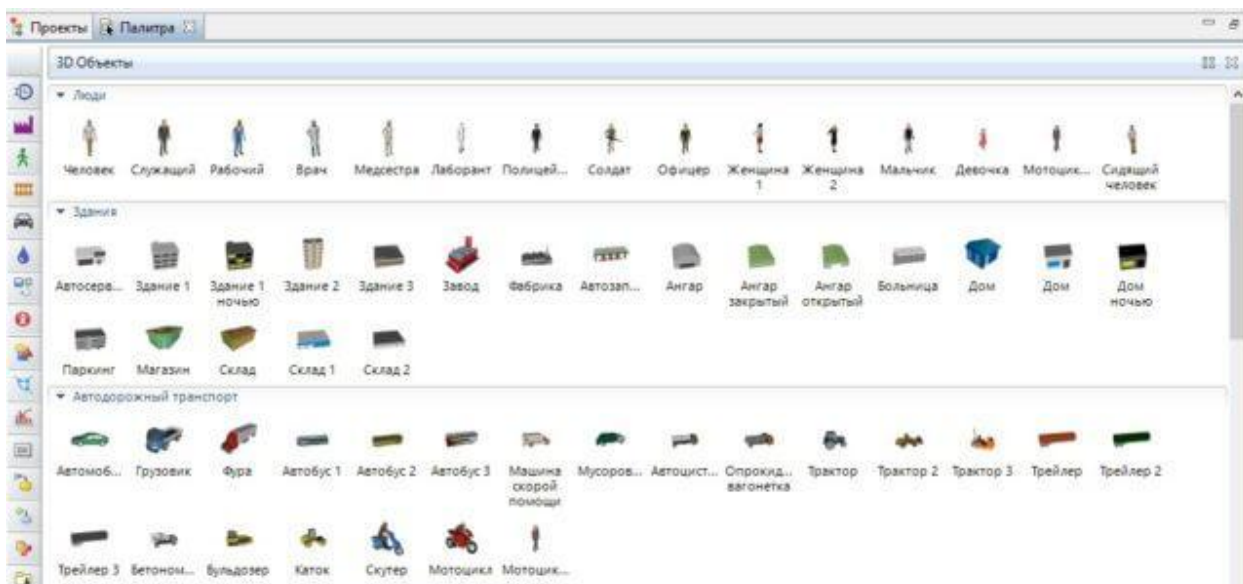 Проекты Палитра
3D Объекты
Люди
Человек Служащий Рабочий Врач Медсестра Лаборант Полицей... Солдат Офицер Женщина 1 Женщина 2 Мальчик Девочка Мотоцик... Сидящий человек
Здания
Автосерв... Здание 1 Здание 1 ночью Здание 2 Здание 3 Завод Фабрика Автозап... Ангар Ангар закрытый Ангар открытый Больница Дом Дом Дом ночью
Паркинг Магазин Склад Склад 1 Склад 2
Автодорожный транспорт
Автомоб... Грузовик Фура Автобус 1 Автобус 2 Автобус 3 Машина скорой помощи Мусоров... Автоцист... Опрокид... вагонетка Трактор Трактор 2 Трактор 3 Трейлер Трейлер 2
Трейлер 3 Бетоном... Бульдозер Каток Скутер Мотоцикл Мотоцик...